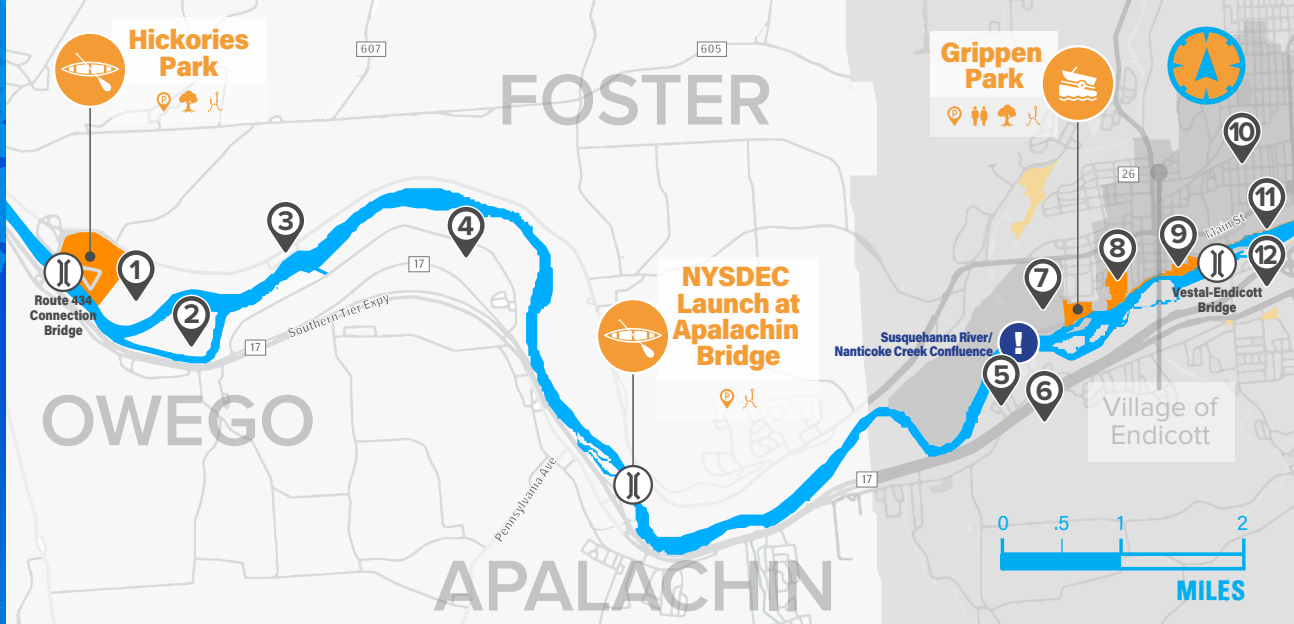 Hickories
Park
P
607
605
FOSTER
Grippen
Park
P
26
10
11
Main St
12
9
8
7
Vestal-Endicott
Bridge
3
4
1
2
Route 434
Connection
Bridge
17
Southern Tier Expy
17
NYSDEC
Launch at
Apalachin
Bridge
P
Susquehanna River/
Nanticoke Creek Confluence
!
5
6
OWEGO
Village of
Endicott
Pennsylvania Ave
17
APALACHIN
0 .5 1 2
MILES